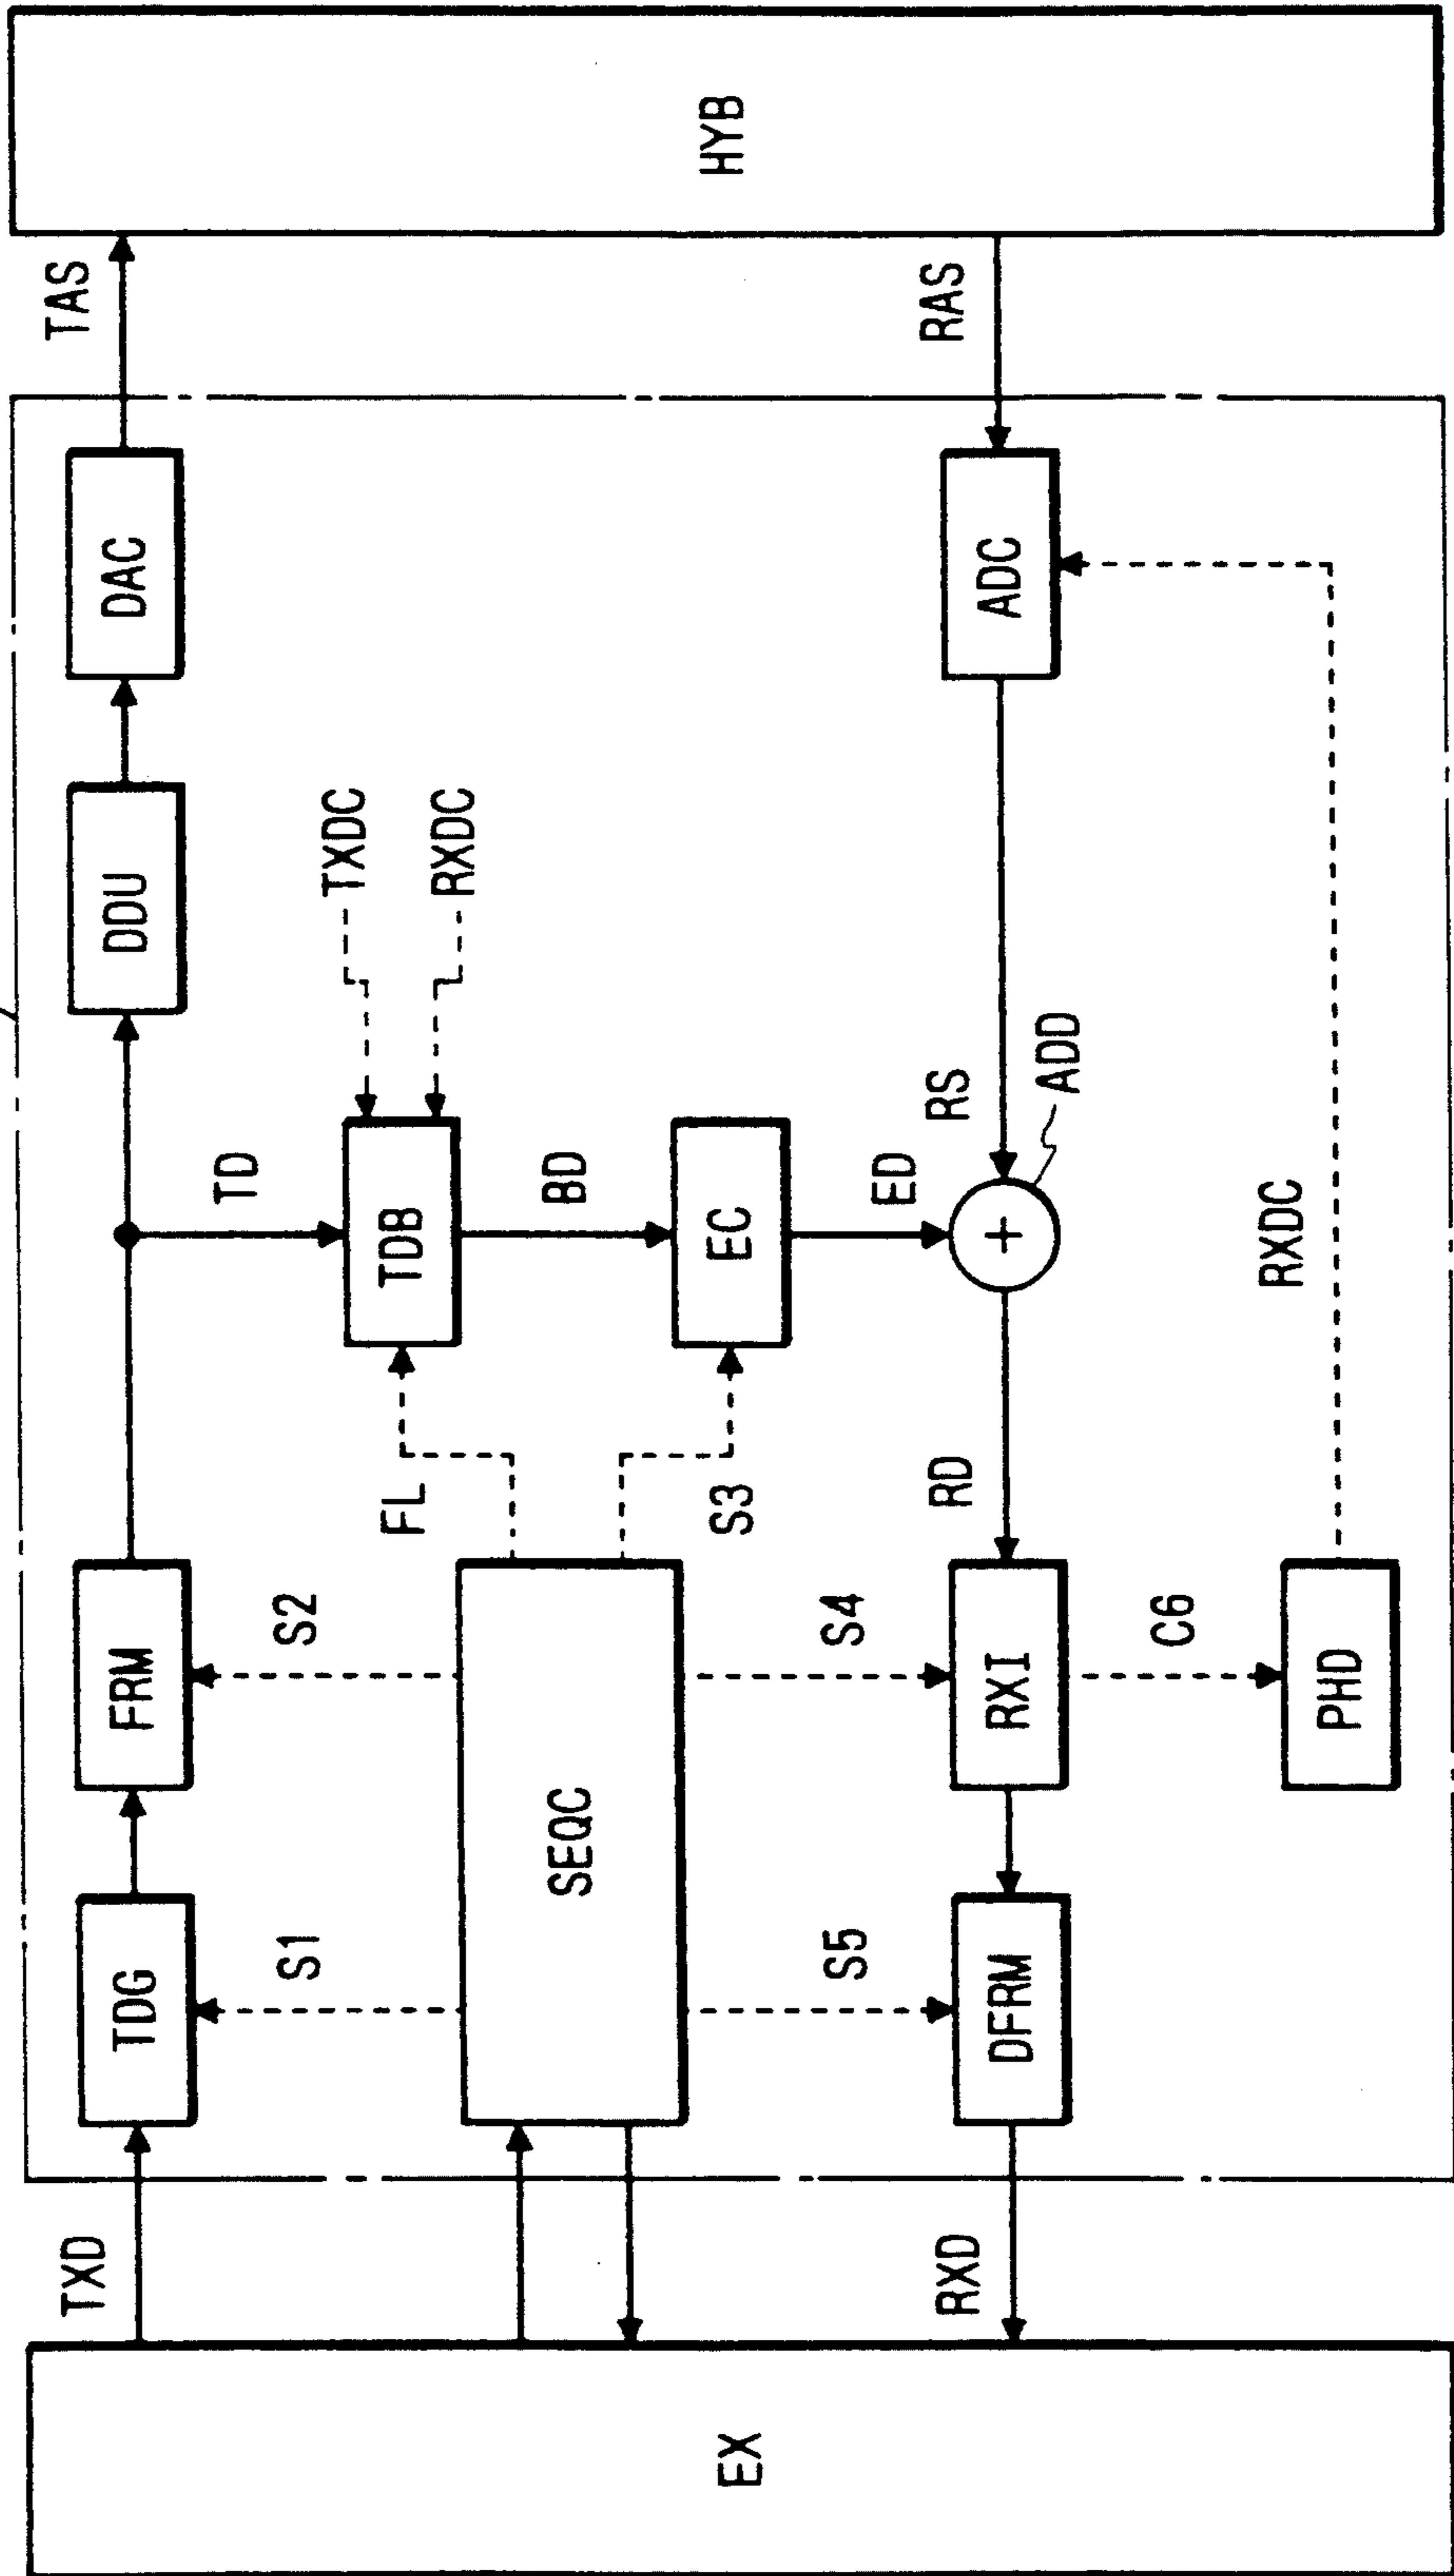 EX
TXD
RXD
TDG
S1
SEQC
S5
DFRM
FRM
S2
S4
RXI
C6
PHD
FL
S3
RD
TD
TDB
BD
EC
ED
RS
ADD
RXDC
DDU
TXDC
RXDC
DAC
ADC
TAS
RAS
HYB
+